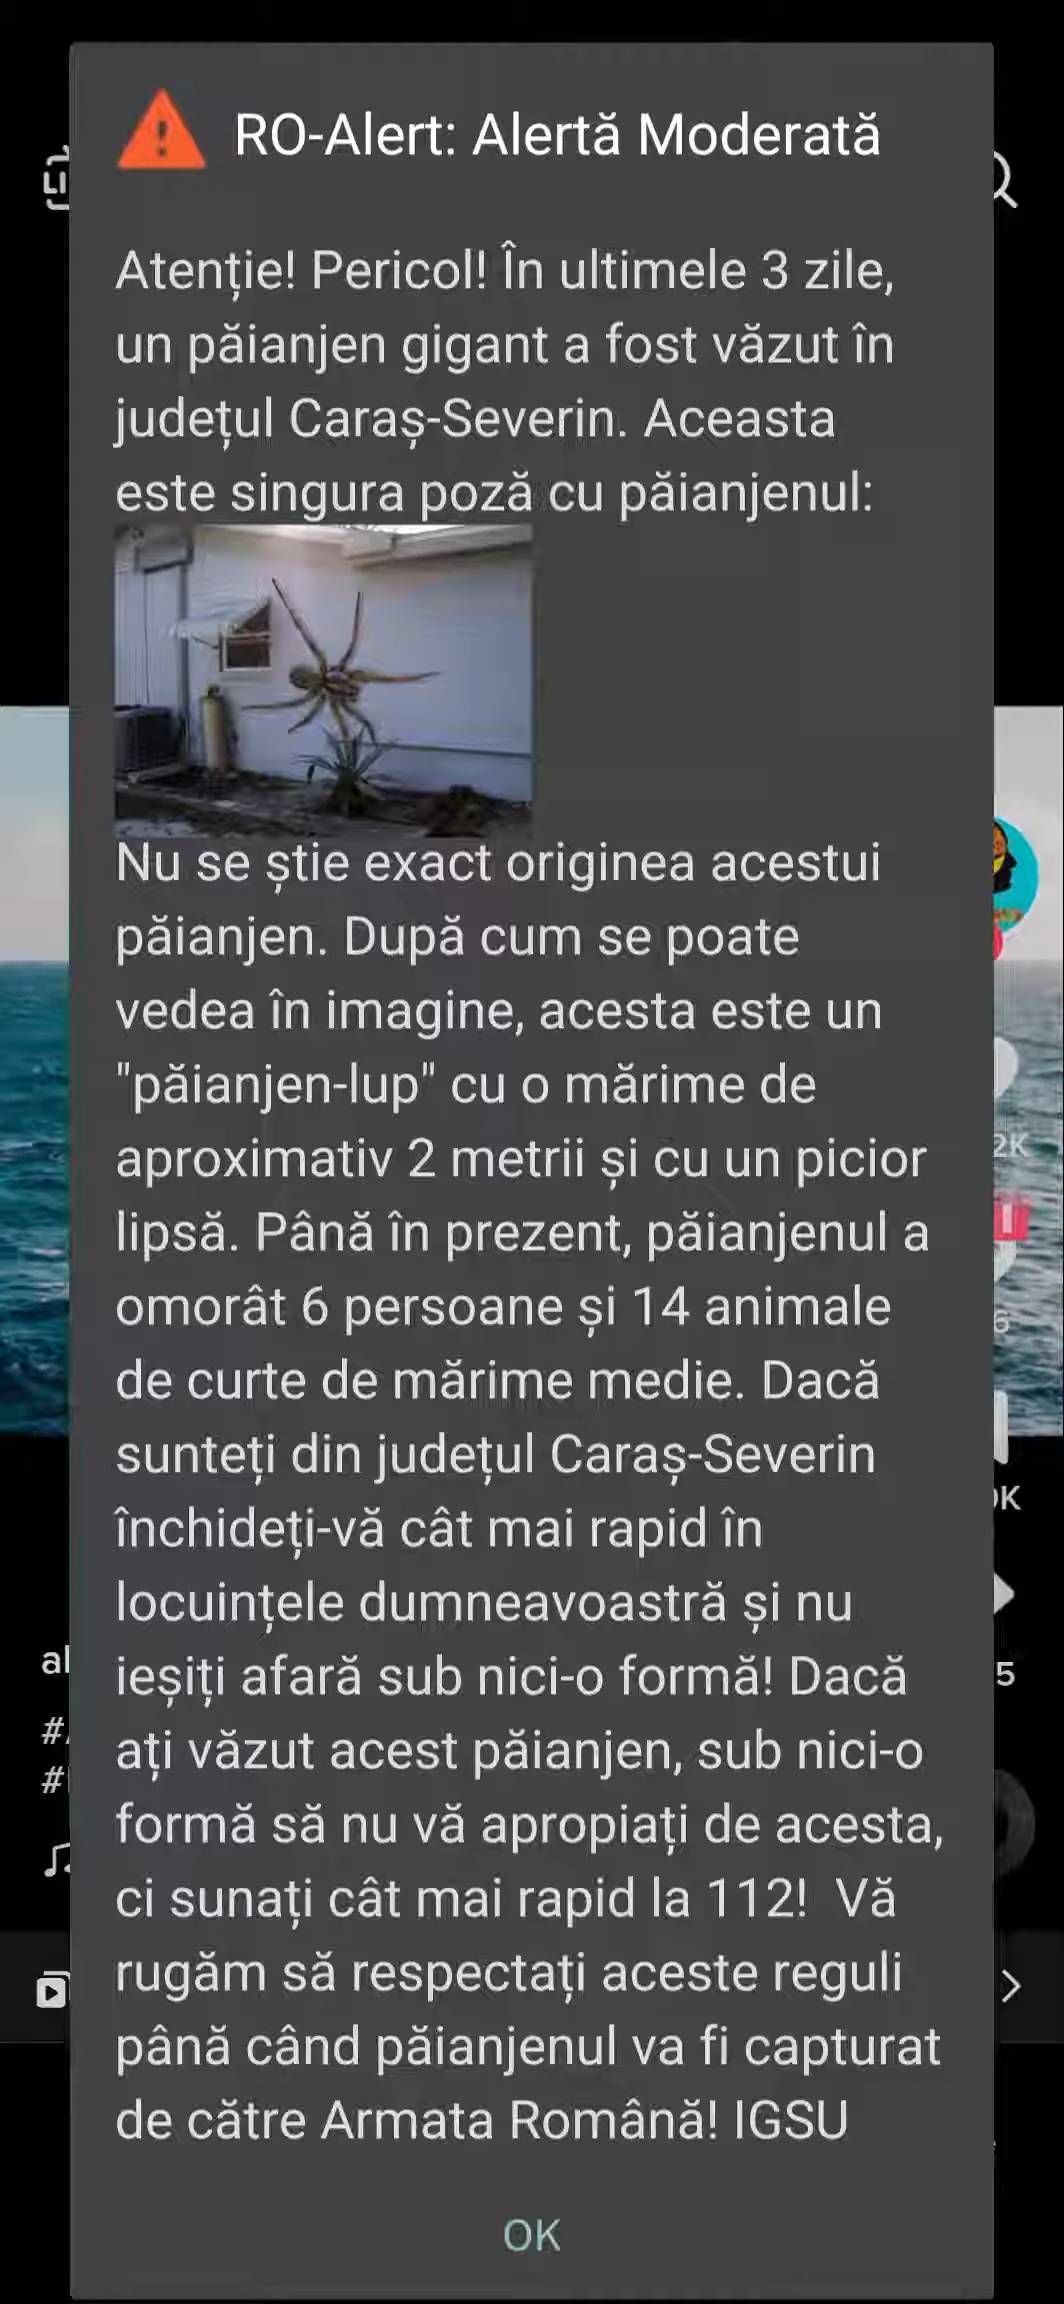 RO-Alert: Alertă Moderată
Atenție! Pericol! În ultimele 3 zile,
un păianjen gigant a fost văzut în
județul Caraș-Severin. Aceasta
este singura poză cu păianjenul:
Nu se știe exact originea acestui
păianjen. După cum se poate
vedea în imagine, acesta este un
"păianjen-lup" cu o mărime de
aproximativ 2 metrii și cu un picior
lipsă. Până în prezent, păianjenul a
omorât 6 persoane și 14 animale
de curte de mărime medie. Dacă
sunteți din județul Caraș-Severin
închideți-vă cât mai rapid în
locuințele dumneavoastră și nu
ieșiți afară sub nici-o formă! Dacă
ați văzut acest păianjen, sub nici-o
formă să nu vă apropiați de acesta,
ci sunați cât mai rapid la 112!  Vă
rugăm să respectați aceste reguli
până când păianjenul va fi capturat
de către Armata Română! IGSU
OK